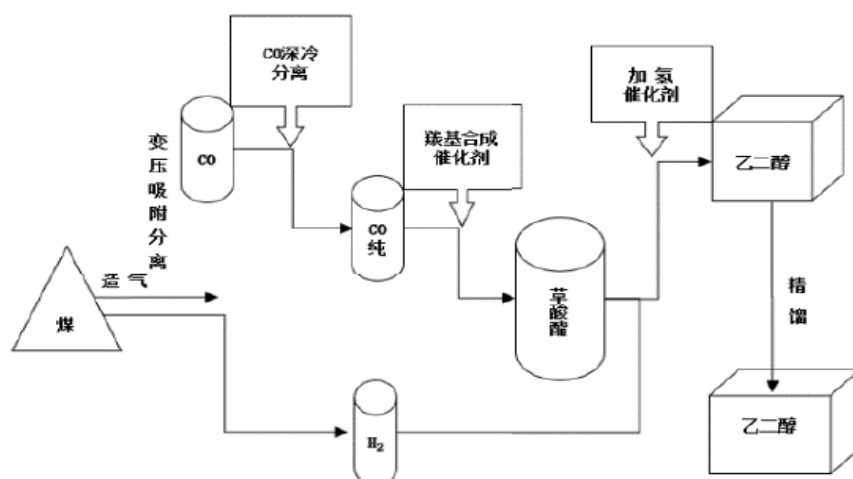 CO深冷
分离
加 氢
催化剂
变压吸附分离
CO
羰基合成
催化剂
乙二醇
CO
纯
造 气
煤
草酸酯
精馏
H₂
乙二醇